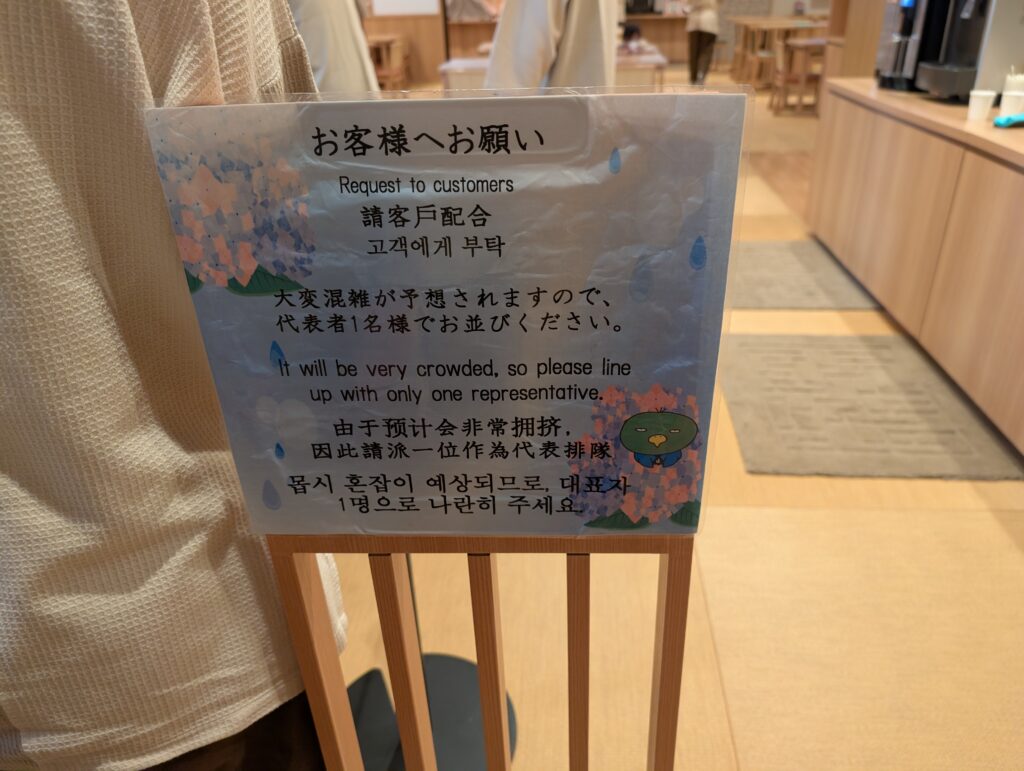 お客様へお願い
Request to customers
請客戶配合
고객에게 부탁
大変混雑が予想されますので、
代表者1名様でお並びください。
It will be very crowded, so please line
up with only one representative.
由于预计会非常拥挤,
因此請派一位作為代表排隊
몹시 혼잡이 예상되므로, 대표자
1명으로 나란히 주세요.